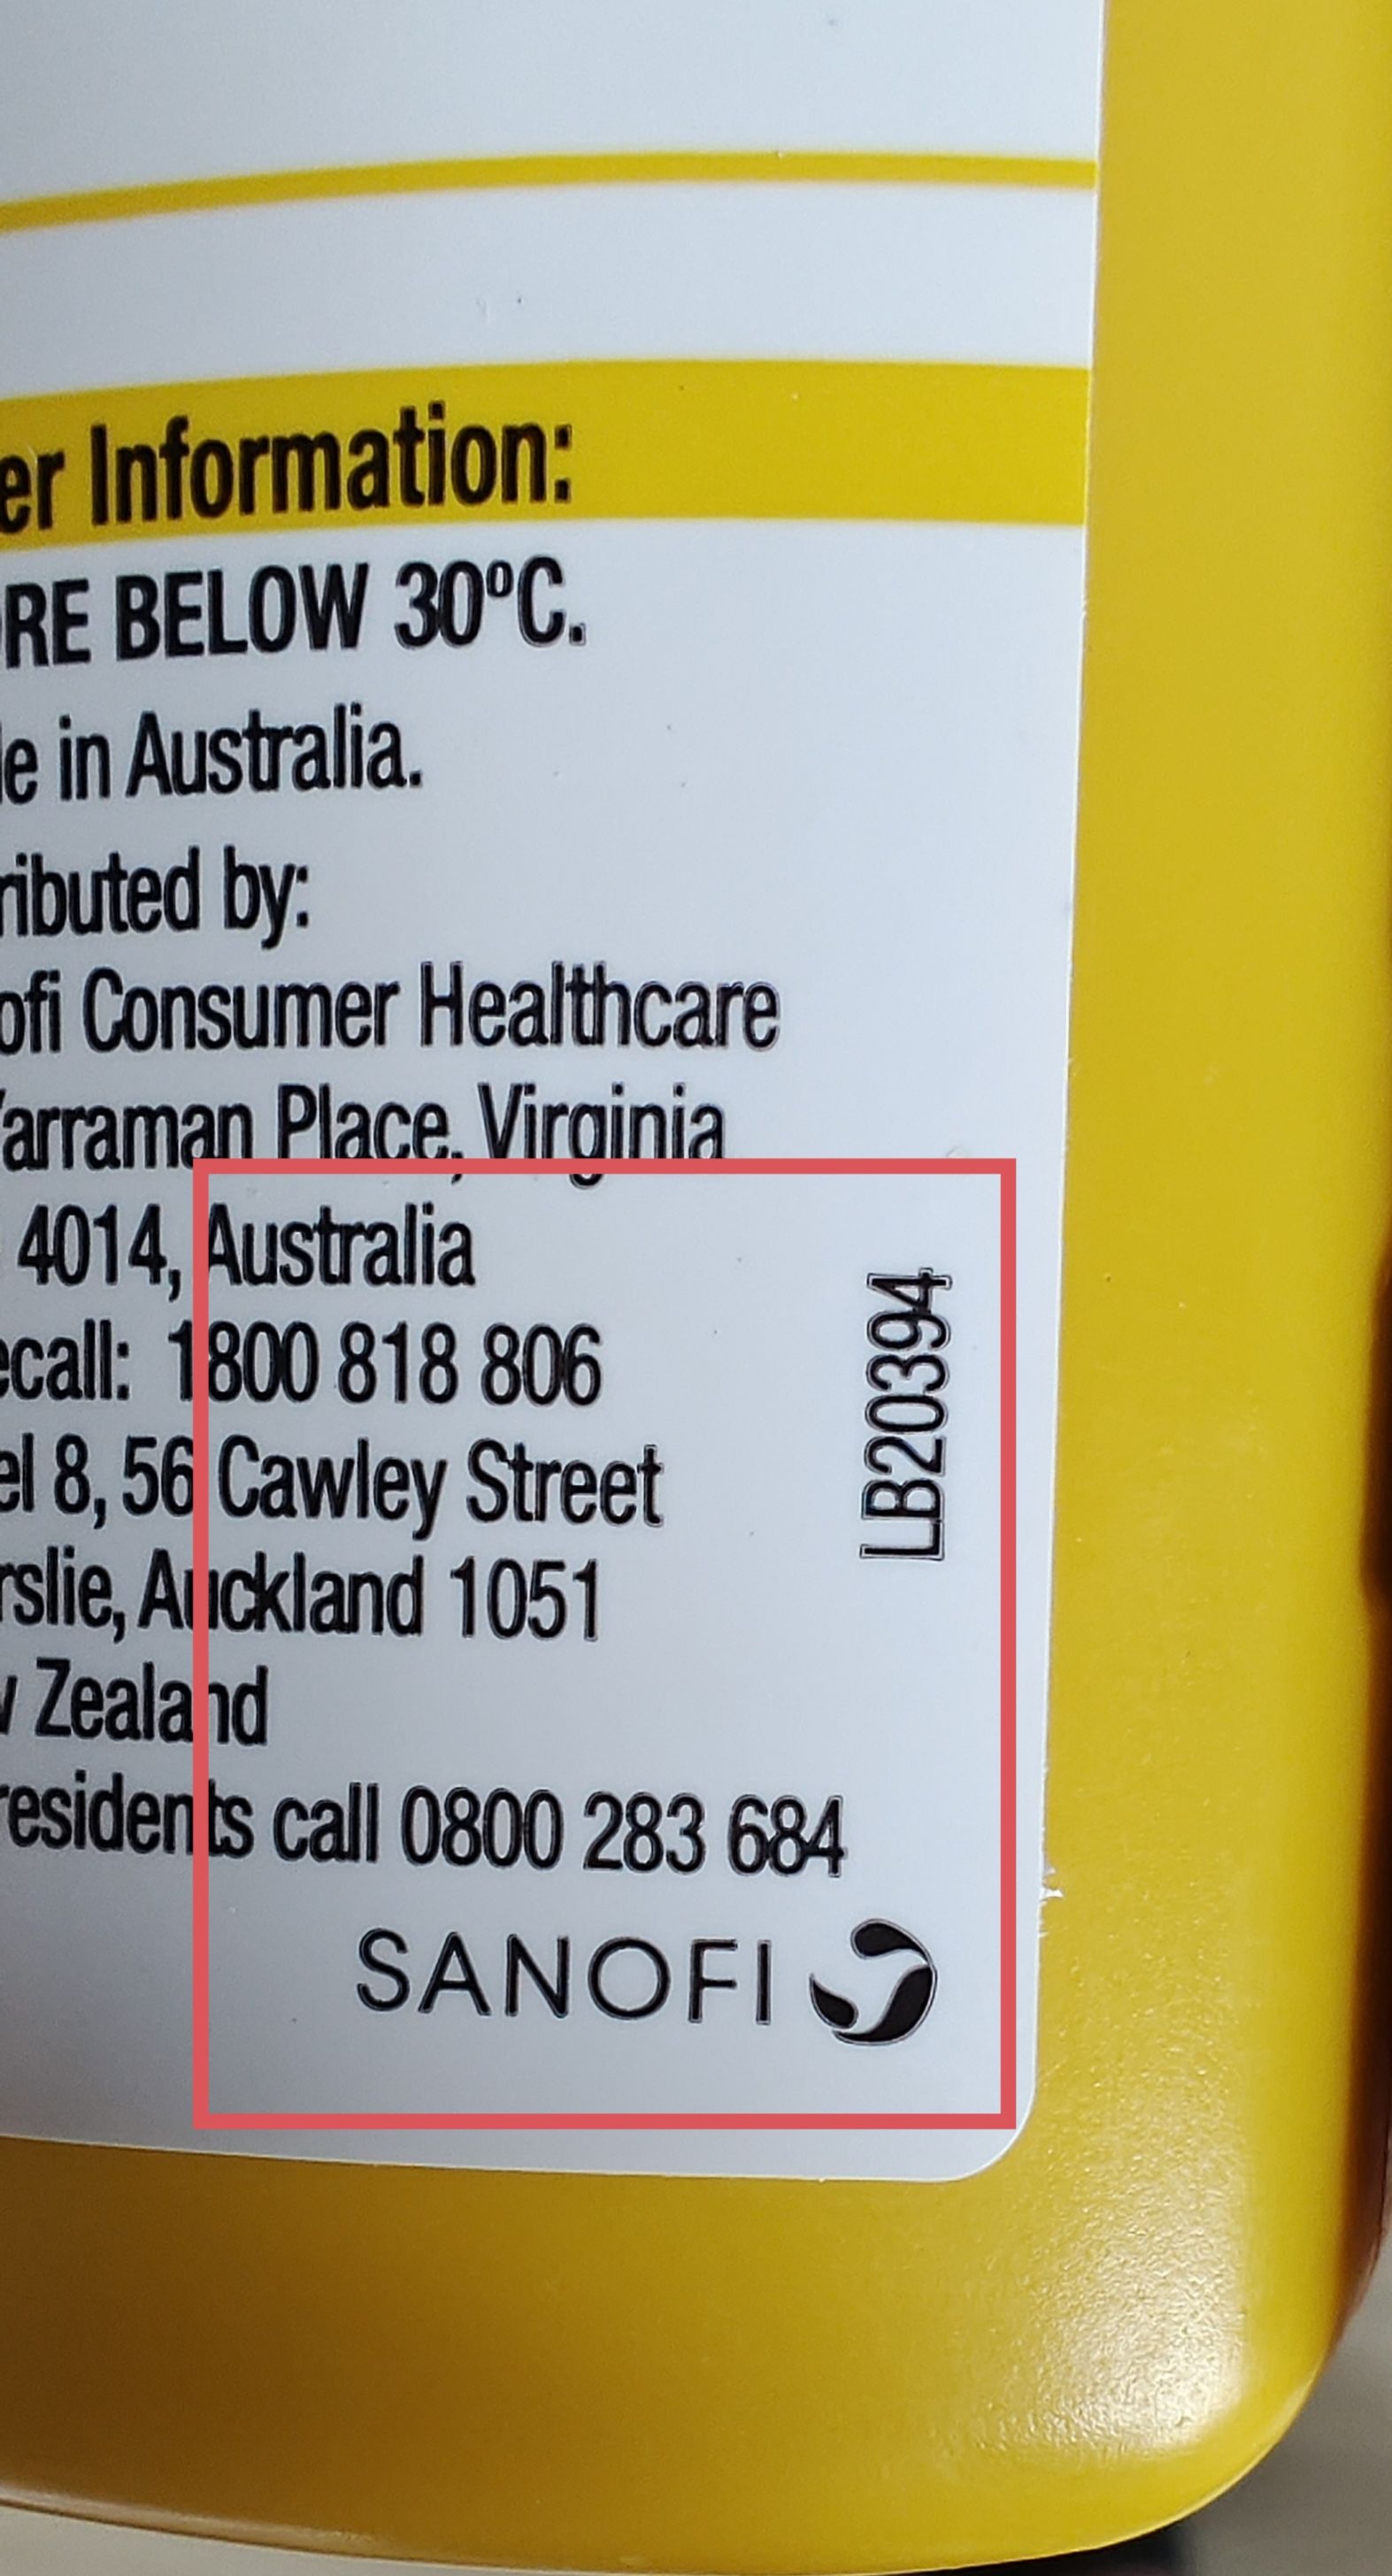 er Information:
RE BELOW 30°C.
e in Australia.
ributed by:
ofi Consumer Healthcare
arraman Place, Virginia
4014, Australia
ecall: 1800 818 806
el 8, 56 Cawley Street
rslie, Auckland 1051
w Zealand
residents call 0800 283 684
LB20394
SANOFI